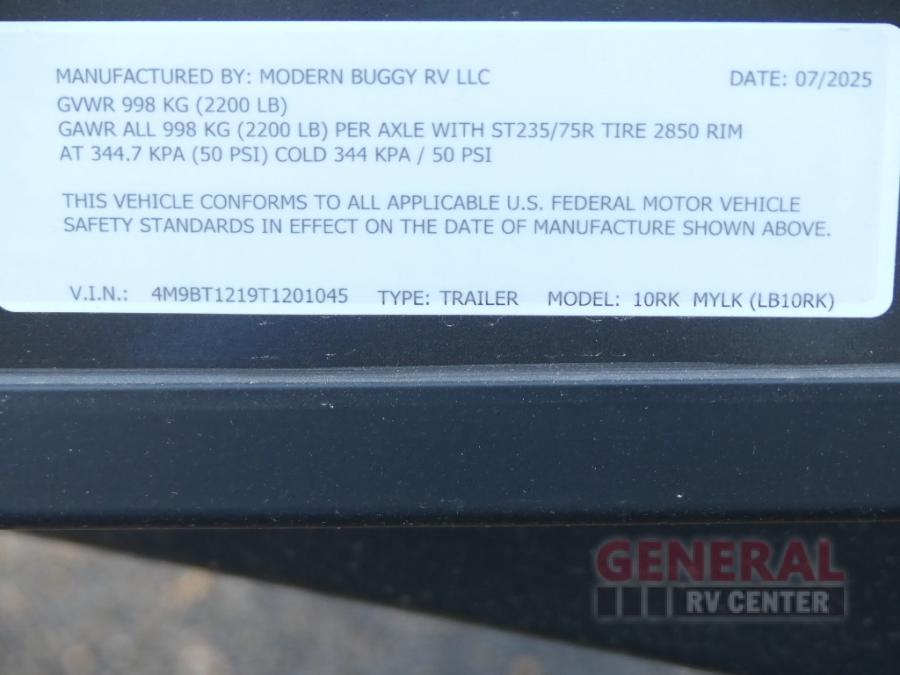 MANUFACTURED BY: MODERN BUGGY RV LLC DATE: 07/2025
GVWR 998 KG (2200 LB)
GAWR ALL 998 KG (2200 LB) PER AXLE WITH ST235/75R TIRE 2850 RIM
AT 344.7 KPA (50 PSI) COLD 344 KPA / 50 PSI
THIS VEHICLE CONFORMS TO ALL APPLICABLE U.S. FEDERAL MOTOR VEHICLE
SAFETY STANDARDS IN EFFECT ON THE DATE OF MANUFACTURE SHOWN ABOVE.
V.I.N.: 4M9BT1219T1201045 TYPE: TRAILER MODEL: 10RK MYLK (LB10RK)
GENERAL
RV CENTER